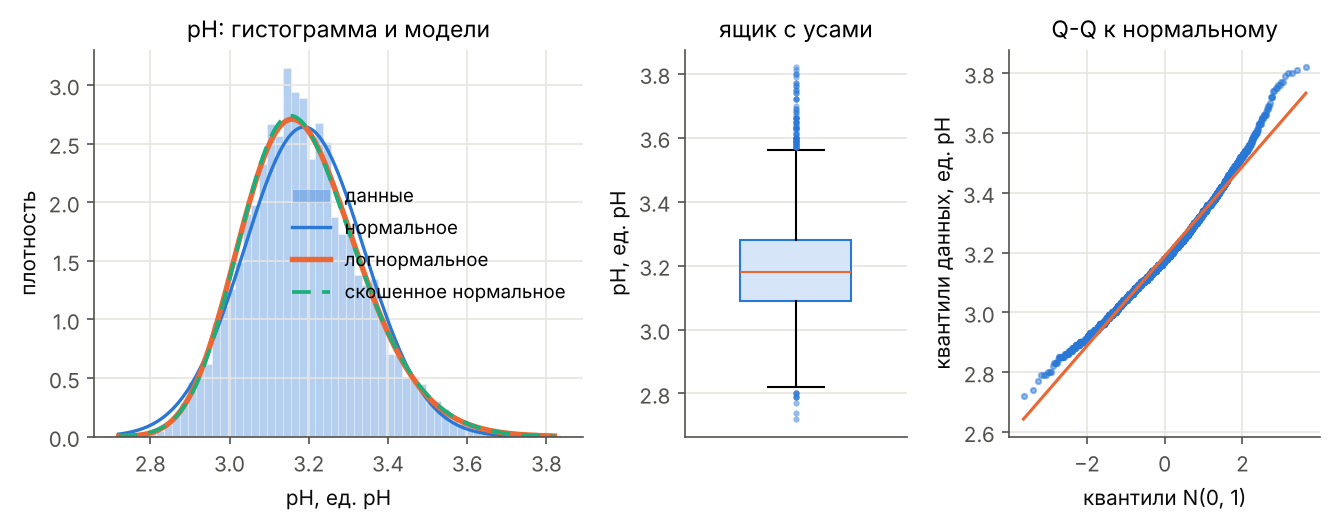 pH: гистограмма и модели
плотность
3.0
2.5
2.0
1.5
1.0
0.5
0.0
данные
нормальное
логнормальное
скошенное нормальное
2.8 3.0 3.2 3.4 3.6 3.8
pH, ед. pH
ящик с усами
pH, ед. pH
3.8
3.6
3.4
3.2
3.0
2.8
Q-Q к нормальному
квантили данных, ед. pH
3.8
3.6
3.4
3.2
3.0
2.8
2.6
−2 0 2
квантили N(0, 1)